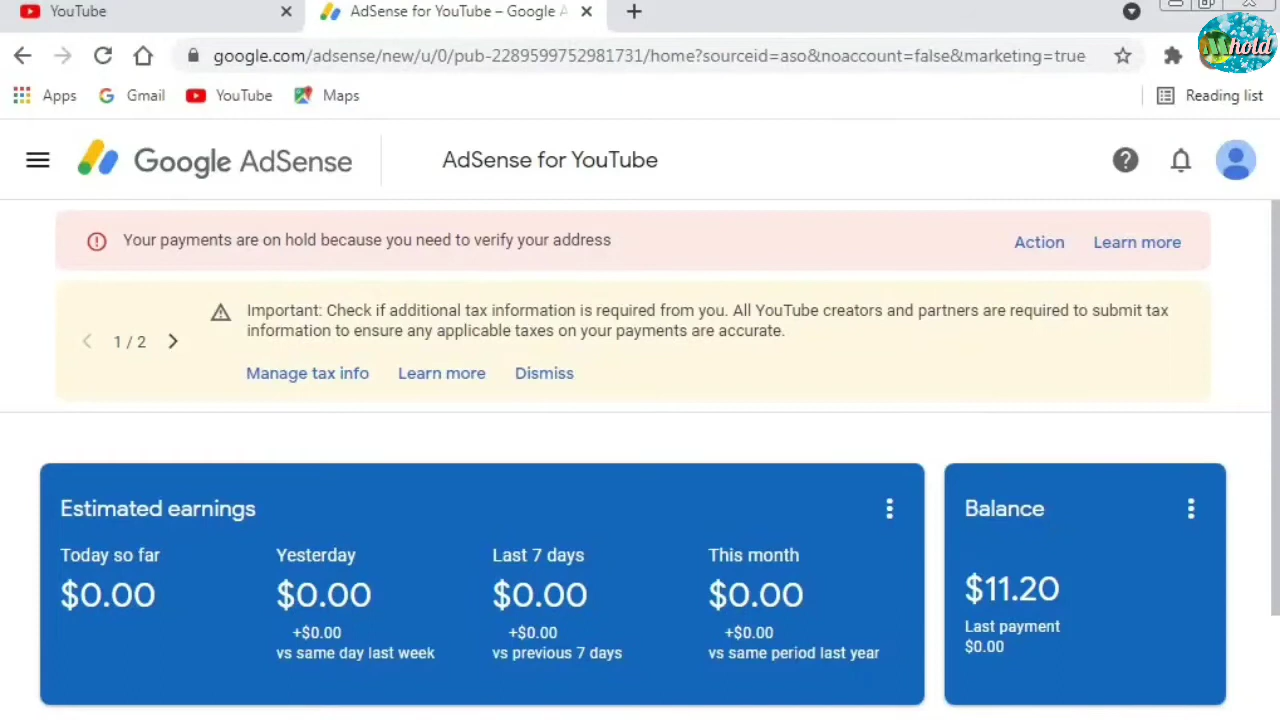 YouTube
AdSense for YouTube – Google A
google.com/adsense/new/u/0/pub-2289599752981731/home?sourceid=aso&noaccount=false&marketing=true
hold
Apps Gmail YouTube Maps Reading list
Google AdSense AdSense for YouTube
Your payments are on hold because you need to verify your address Action Learn more
Important: Check if additional tax information is required from you. All YouTube creators and partners are required to submit tax
1 / 2 information to ensure any applicable taxes on your payments are accurate.
Manage tax info Learn more Dismiss
Estimated earnings Balance
Today so far Yesterday Last 7 days This month
$0.00 $0.00 $0.00 $0.00 $11.20
+$0.00 +$0.00 +$0.00 Last payment
vs same day last week vs previous 7 days vs same period last year $0.00